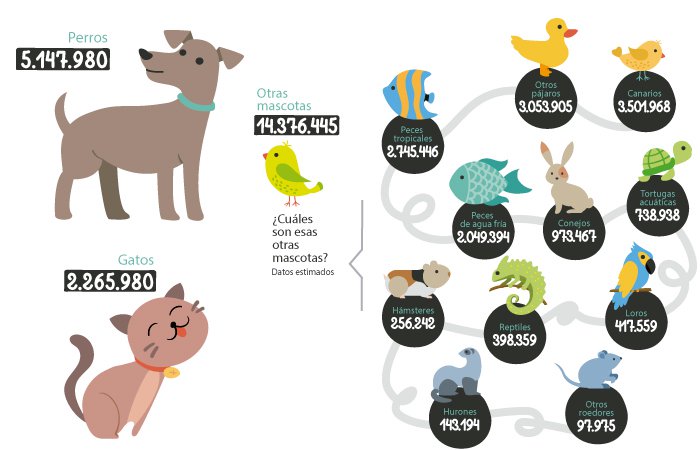 Perros
5.147.980
Otras
mascotas
14.376.445
¿Cuáles
son esas
otras
mascotas?
Datos estimados
Gatos
2.265.980
Otros
pájaros
3.053.905
Canarios
3.501.968
Peces
tropicales
2.745.446
Peces
de agua fría
2.049.394
Conejos
973.467
Tortugas
acuáticas
738.938
Hámsteres
256.242
Reptiles
398.359
Loros
417.559
Hurones
143.194
Otros
roedores
97.975